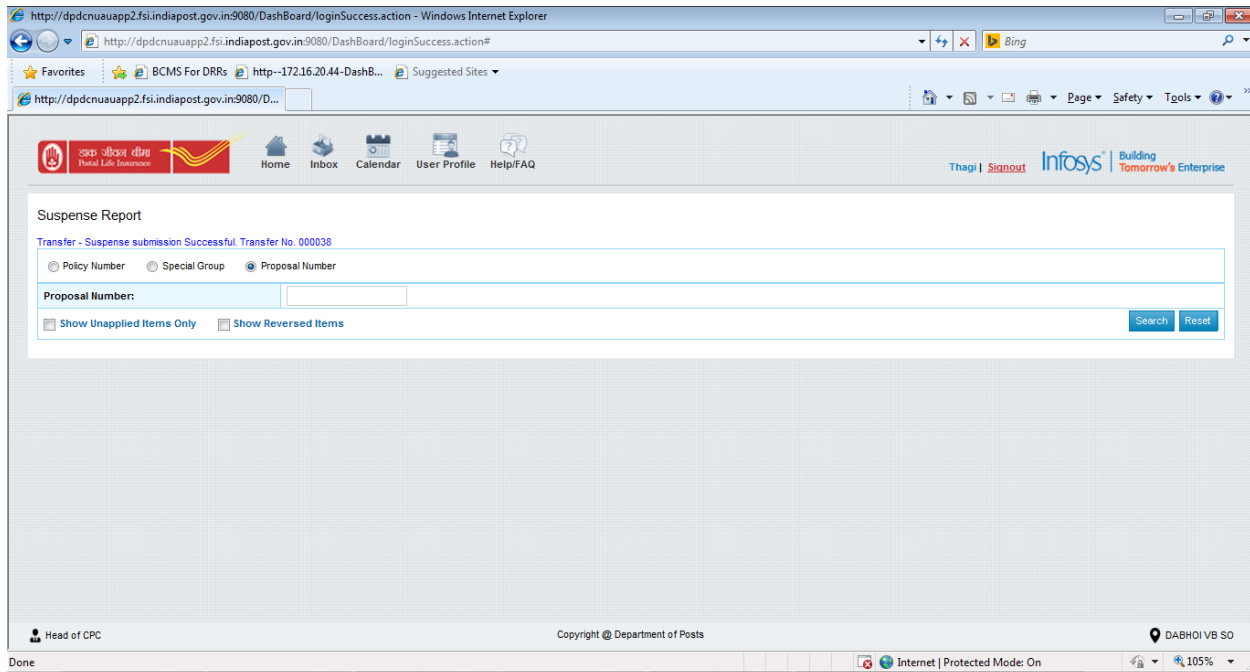 http://dpdcnuauapp2.fsi.indiapost.gov.in:9080/DashBoard/loginSuccess.action - Windows Internet Explorer
http://dpdcnuauapp2.fsi.indiapost.gov.in:9080/DashBoard/loginSuccess.action# Bing
Favorites BCMS For DRRs http--172.16.20.44-DashB... Suggested Sites
http://dpdcnuauapp2.fsi.indiapost.gov.in:9080/D... Page Safety Tools
डाक जीवन बीमा
Postal Life Insurance
Home Inbox Calendar User Profile Help/FAQ
Thagi | Signout Infosys | Building Tomorrow's Enterprise
Suspense Report
Transfer - Suspense submission Successful. Transfer No. 000038
Policy Number Special Group Proposal Number
Proposal Number:
Show Unapplied Items Only Show Reversed Items Search Reset
Head of CPC Copyright @ Department of Posts DABHOI VB SO
Done Internet | Protected Mode: On 105%